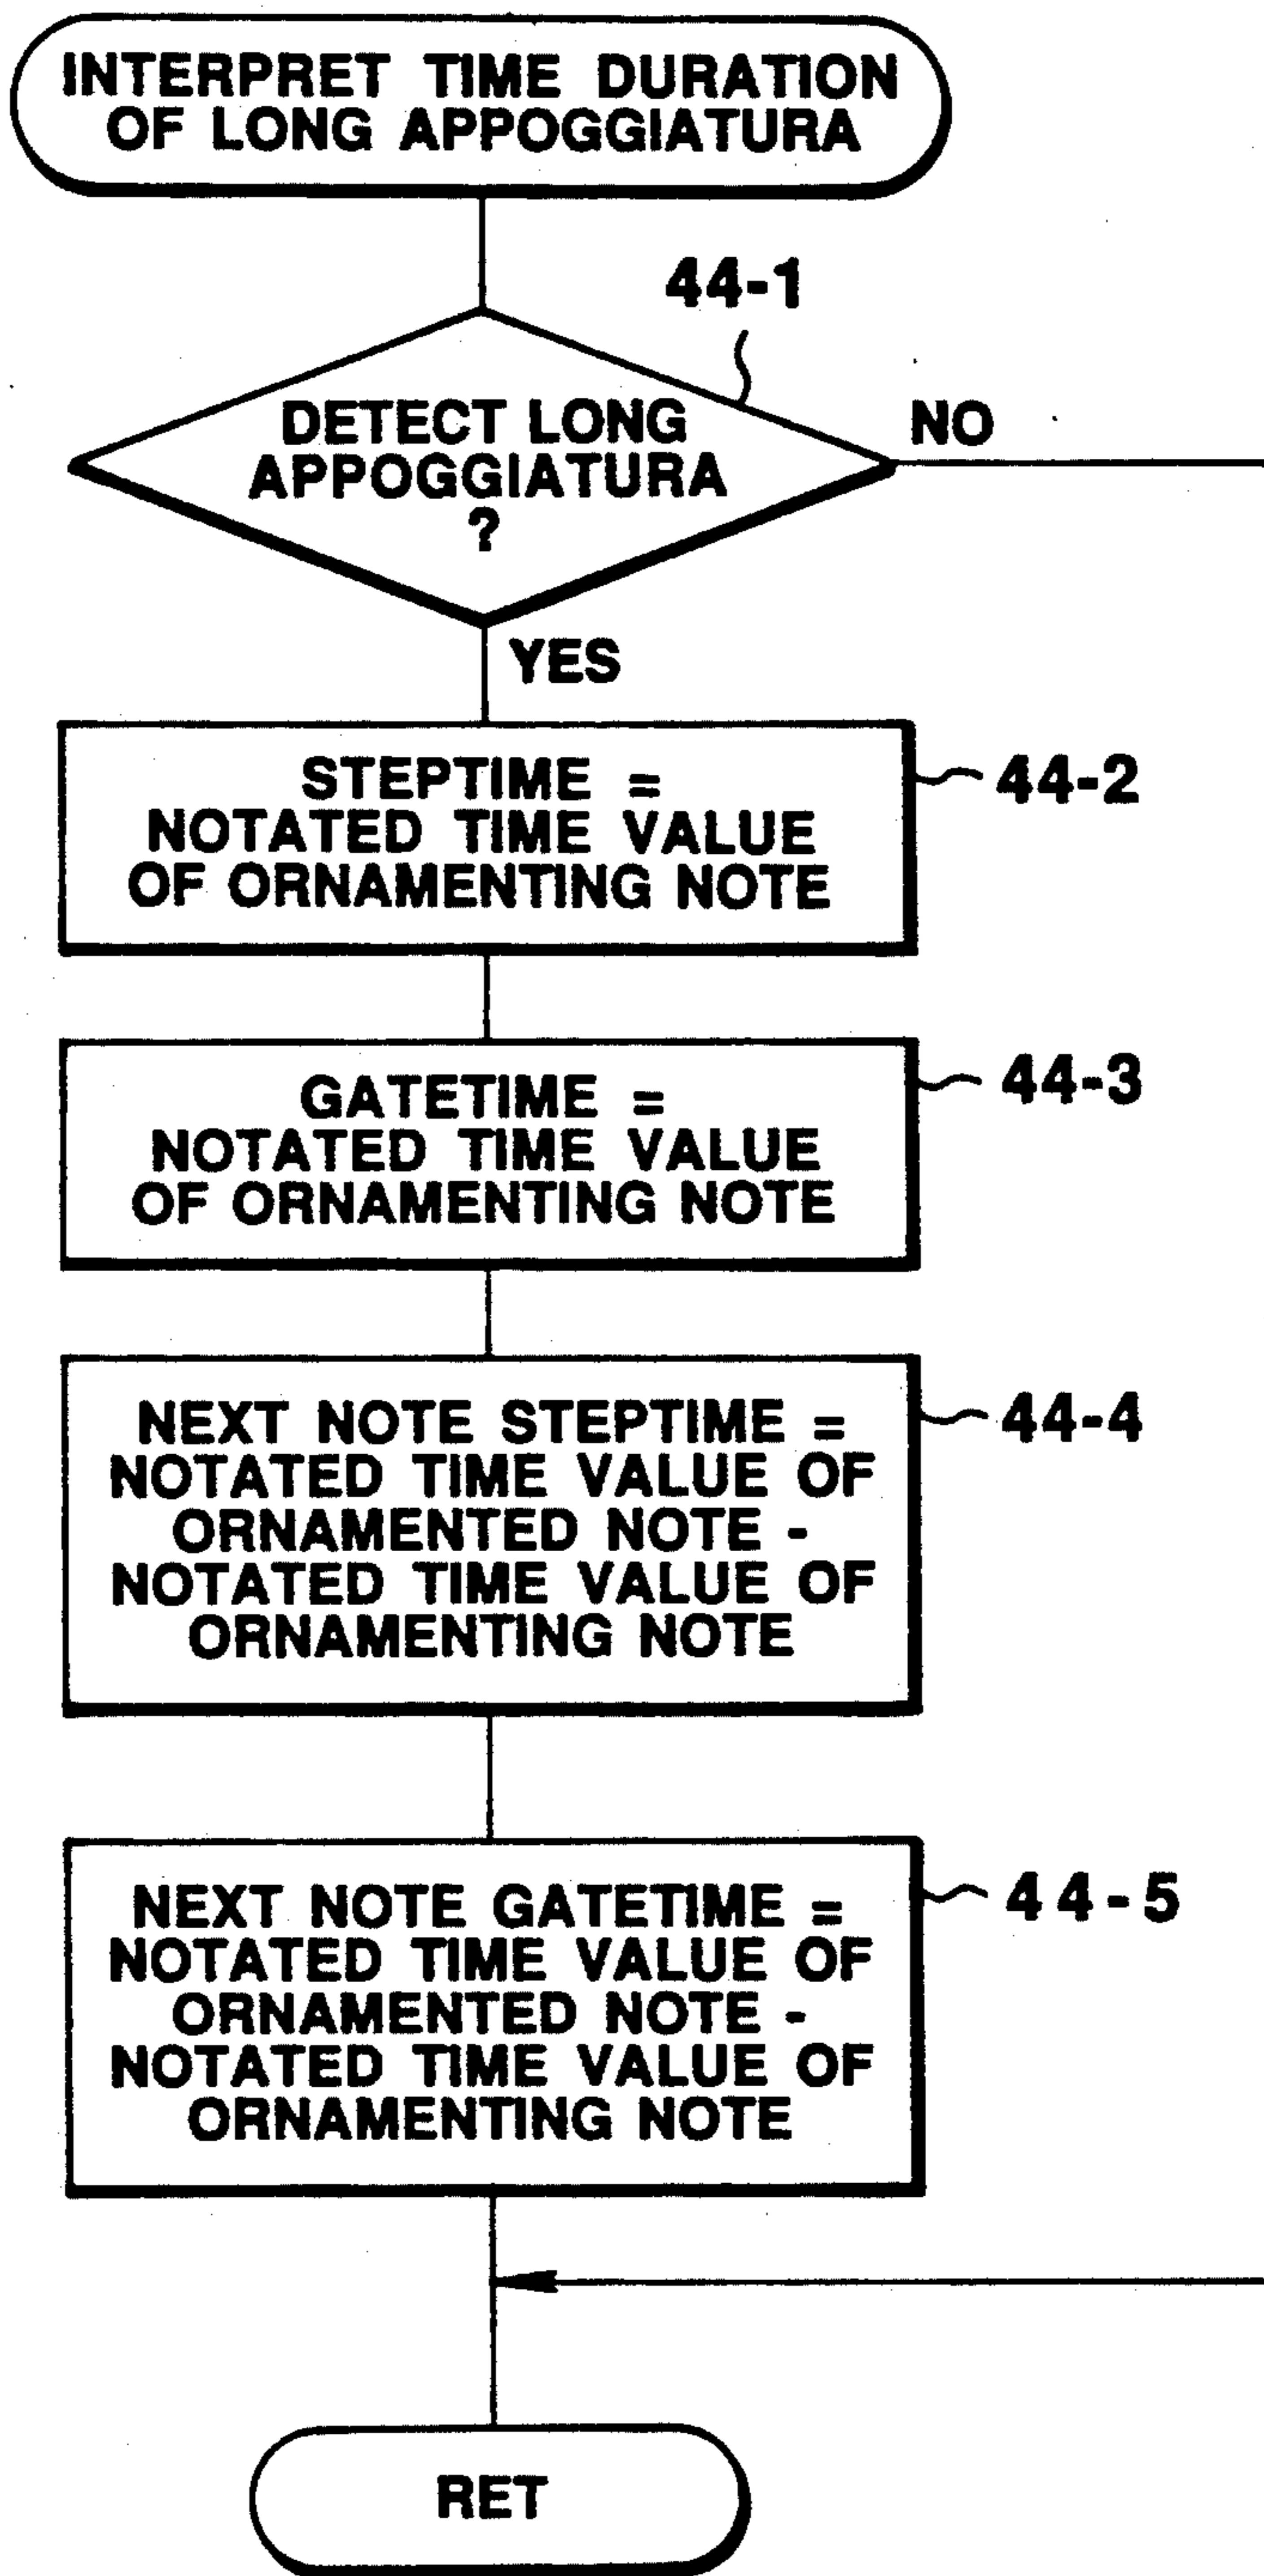 INTERPRET TIME DURATION
OF LONG APPOGGIATURA
44-1
DETECT LONG
APPOGGIATURA
?
NO
YES
STEPTIME =
NOTATED TIME VALUE
OF ORNAMENTING NOTE
44-2
GATETIME =
NOTATED TIME VALUE
OF ORNAMENTING NOTE
44-3
NEXT NOTE STEPTIME =
NOTATED TIME VALUE OF
ORNAMENTED NOTE -
NOTATED TIME VALUE OF
ORNAMENTING NOTE
44-4
NEXT NOTE GATETIME =
NOTATED TIME VALUE OF
ORNAMENTED NOTE -
NOTATED TIME VALUE OF
ORNAMENTING NOTE
44-5
RET